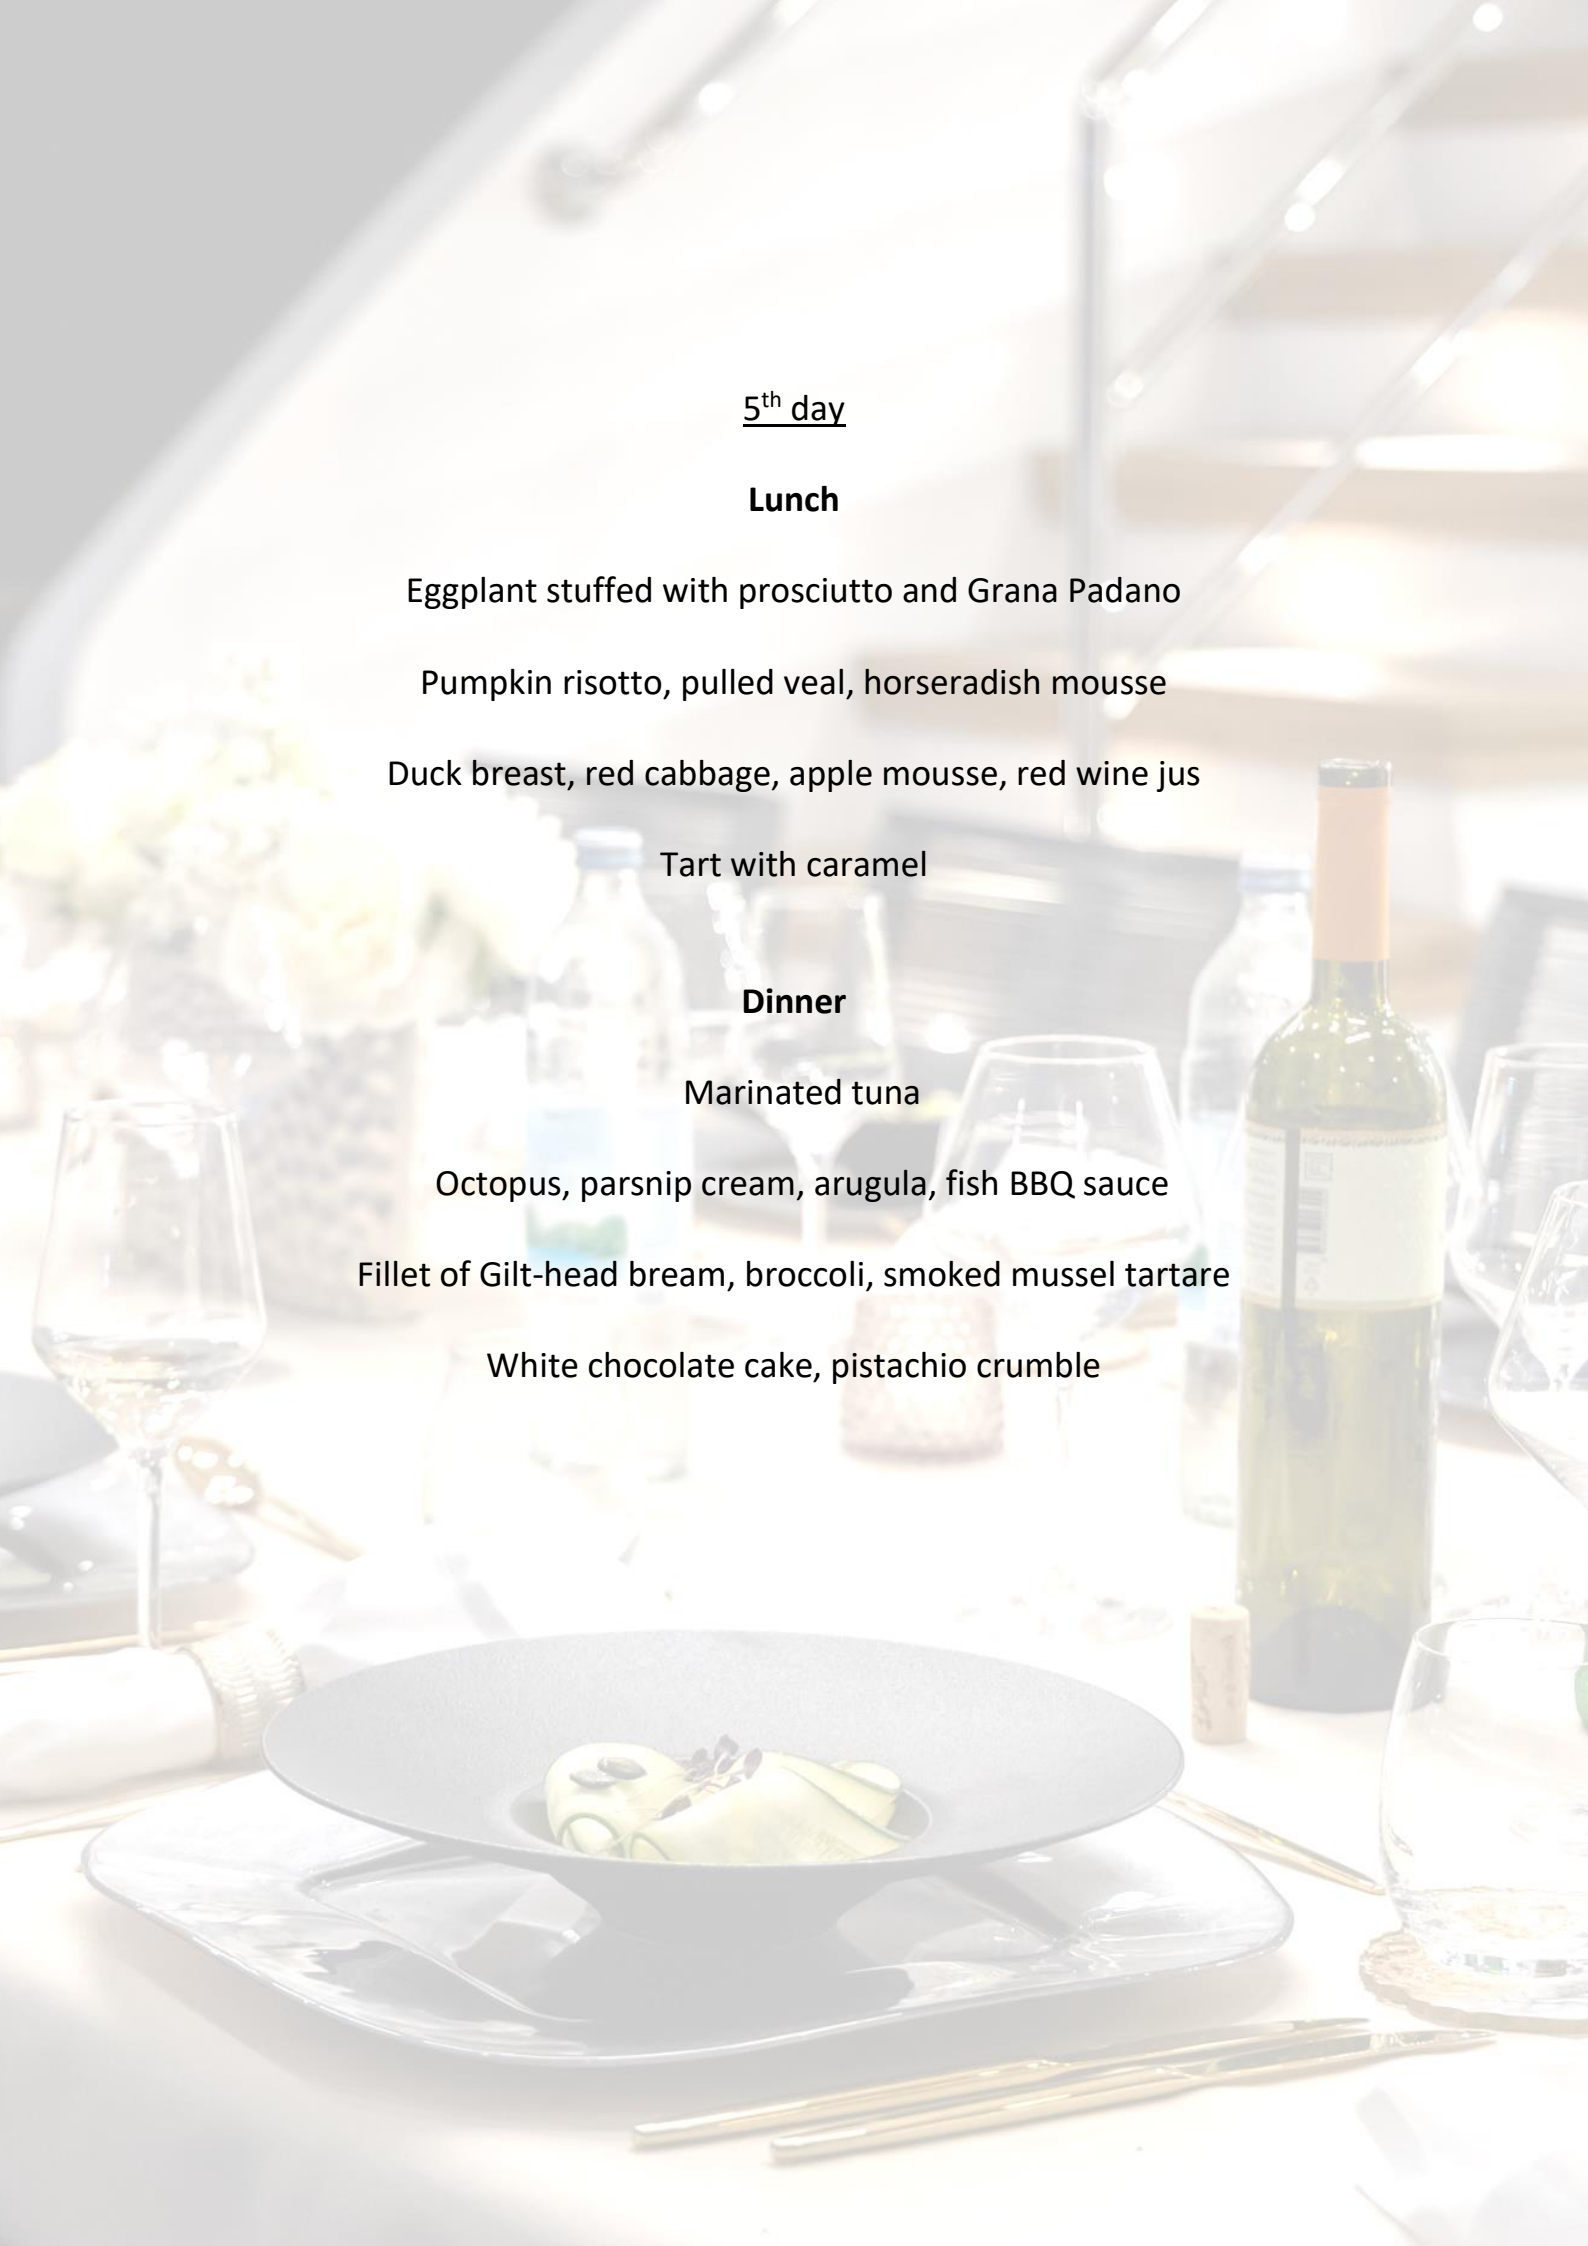 5th day
Lunch
Eggplant stuffed with prosciutto and Grana Padano
Pumpkin risotto, pulled veal, horseradish mousse
Duck breast, red cabbage, apple mousse, red wine jus
Tart with caramel
Dinner
Marinated tuna
Octopus, parsnip cream, arugula, fish BBQ sauce
Fillet of Gilt-head bream, broccoli, smoked mussel tartare
White chocolate cake, pistachio crumble